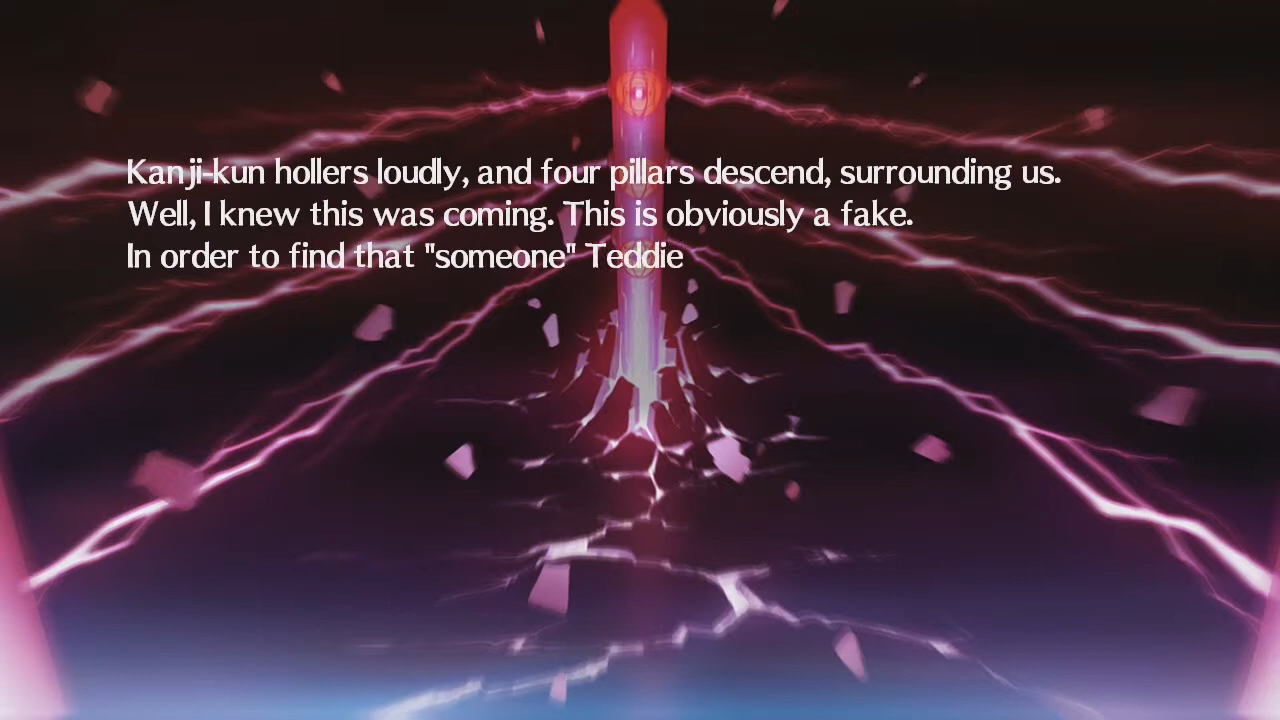 Kanji-kun hollers loudly, and four pillars descend, surrounding us.
Well, I knew this was coming. This is obviously a fake.
In order to find that "someone" Teddie